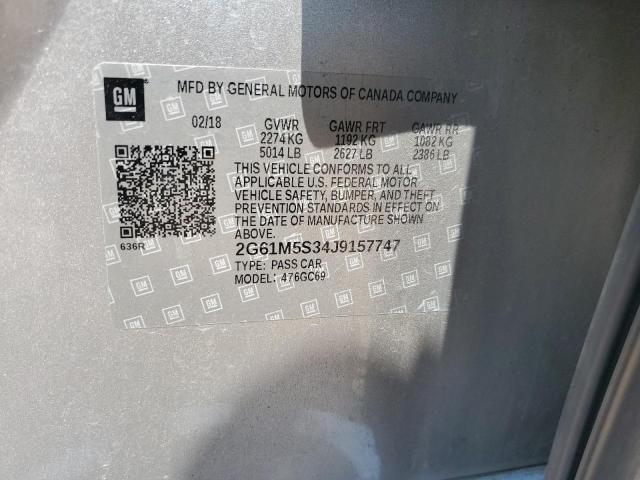 GM
MFD BY GENERAL MOTORS OF CANADA COMPANY
02/18 GVWR GAWR FRT GAWR RR
2274 KG 1192 KG 1082 KG
5014 LB 2627 LB 2386 LB
THIS VEHICLE CONFORMS TO ALL
APPLICABLE U.S. FEDERAL MOTOR
VEHICLE SAFETY, BUMPER, AND THEFT
PREVENTION STANDARDS IN EFFECT ON
THE DATE OF MANUFACTURE SHOWN
ABOVE.
636R
2G61M5S34J9157747
TYPE: PASS CAR
MODEL: 476GC69